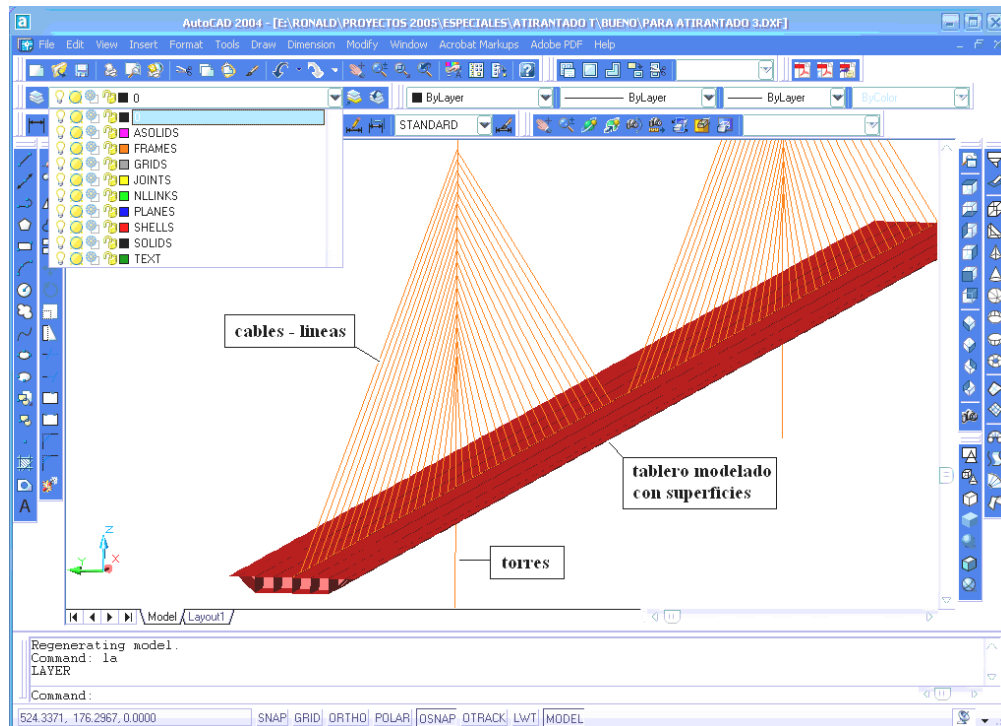 AutoCAD 2004 - [E:\RONALD\PROYECTOS 2005\ESPECIALES\ATIRANTADO T\BUENO\PARA ATIRANTADO 3.DXF]
File Edit View Insert Format Tools Draw Dimension Modify Window Acrobat Markups Adobe PDF Help
0 ByLayer ByLayer ByLayer ByColor
STANDARD
ASOLIDS
FRAMES
GRIDS
JOINTS
NLLINKS
PLANES
SHELLS
SOLIDS
TEXT
cables - lineas
tablero modelado
con superficies
torres
Z
Y
X
Model Layout1
Regenerating model.
Command: la
LAYER
Command:
524.3371, 176.2967, 0.0000 SNAP GRID ORTHO POLAR OSNAP OTRACK LWT MODEL